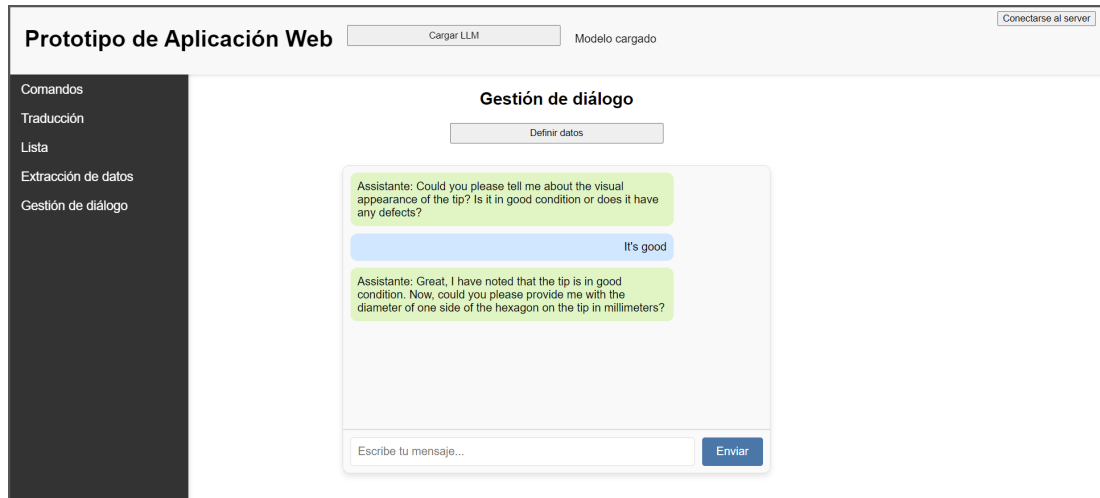 Conectarse al server
Prototipo de Aplicación Web
Cargar LLM
Modelo cargado
Comandos
Traducción
Lista
Extracción de datos
Gestión de diálogo
Gestión de diálogo
Definir datos
Assistante: Could you please tell me about the visual
appearance of the tip? Is it in good condition or does it have
any defects?
It's good
Assistante: Great, I have noted that the tip is in good
condition. Now, could you please provide me with the
diameter of one side of the hexagon on the tip in millimeters?
Escribe tu mensaje...
Enviar